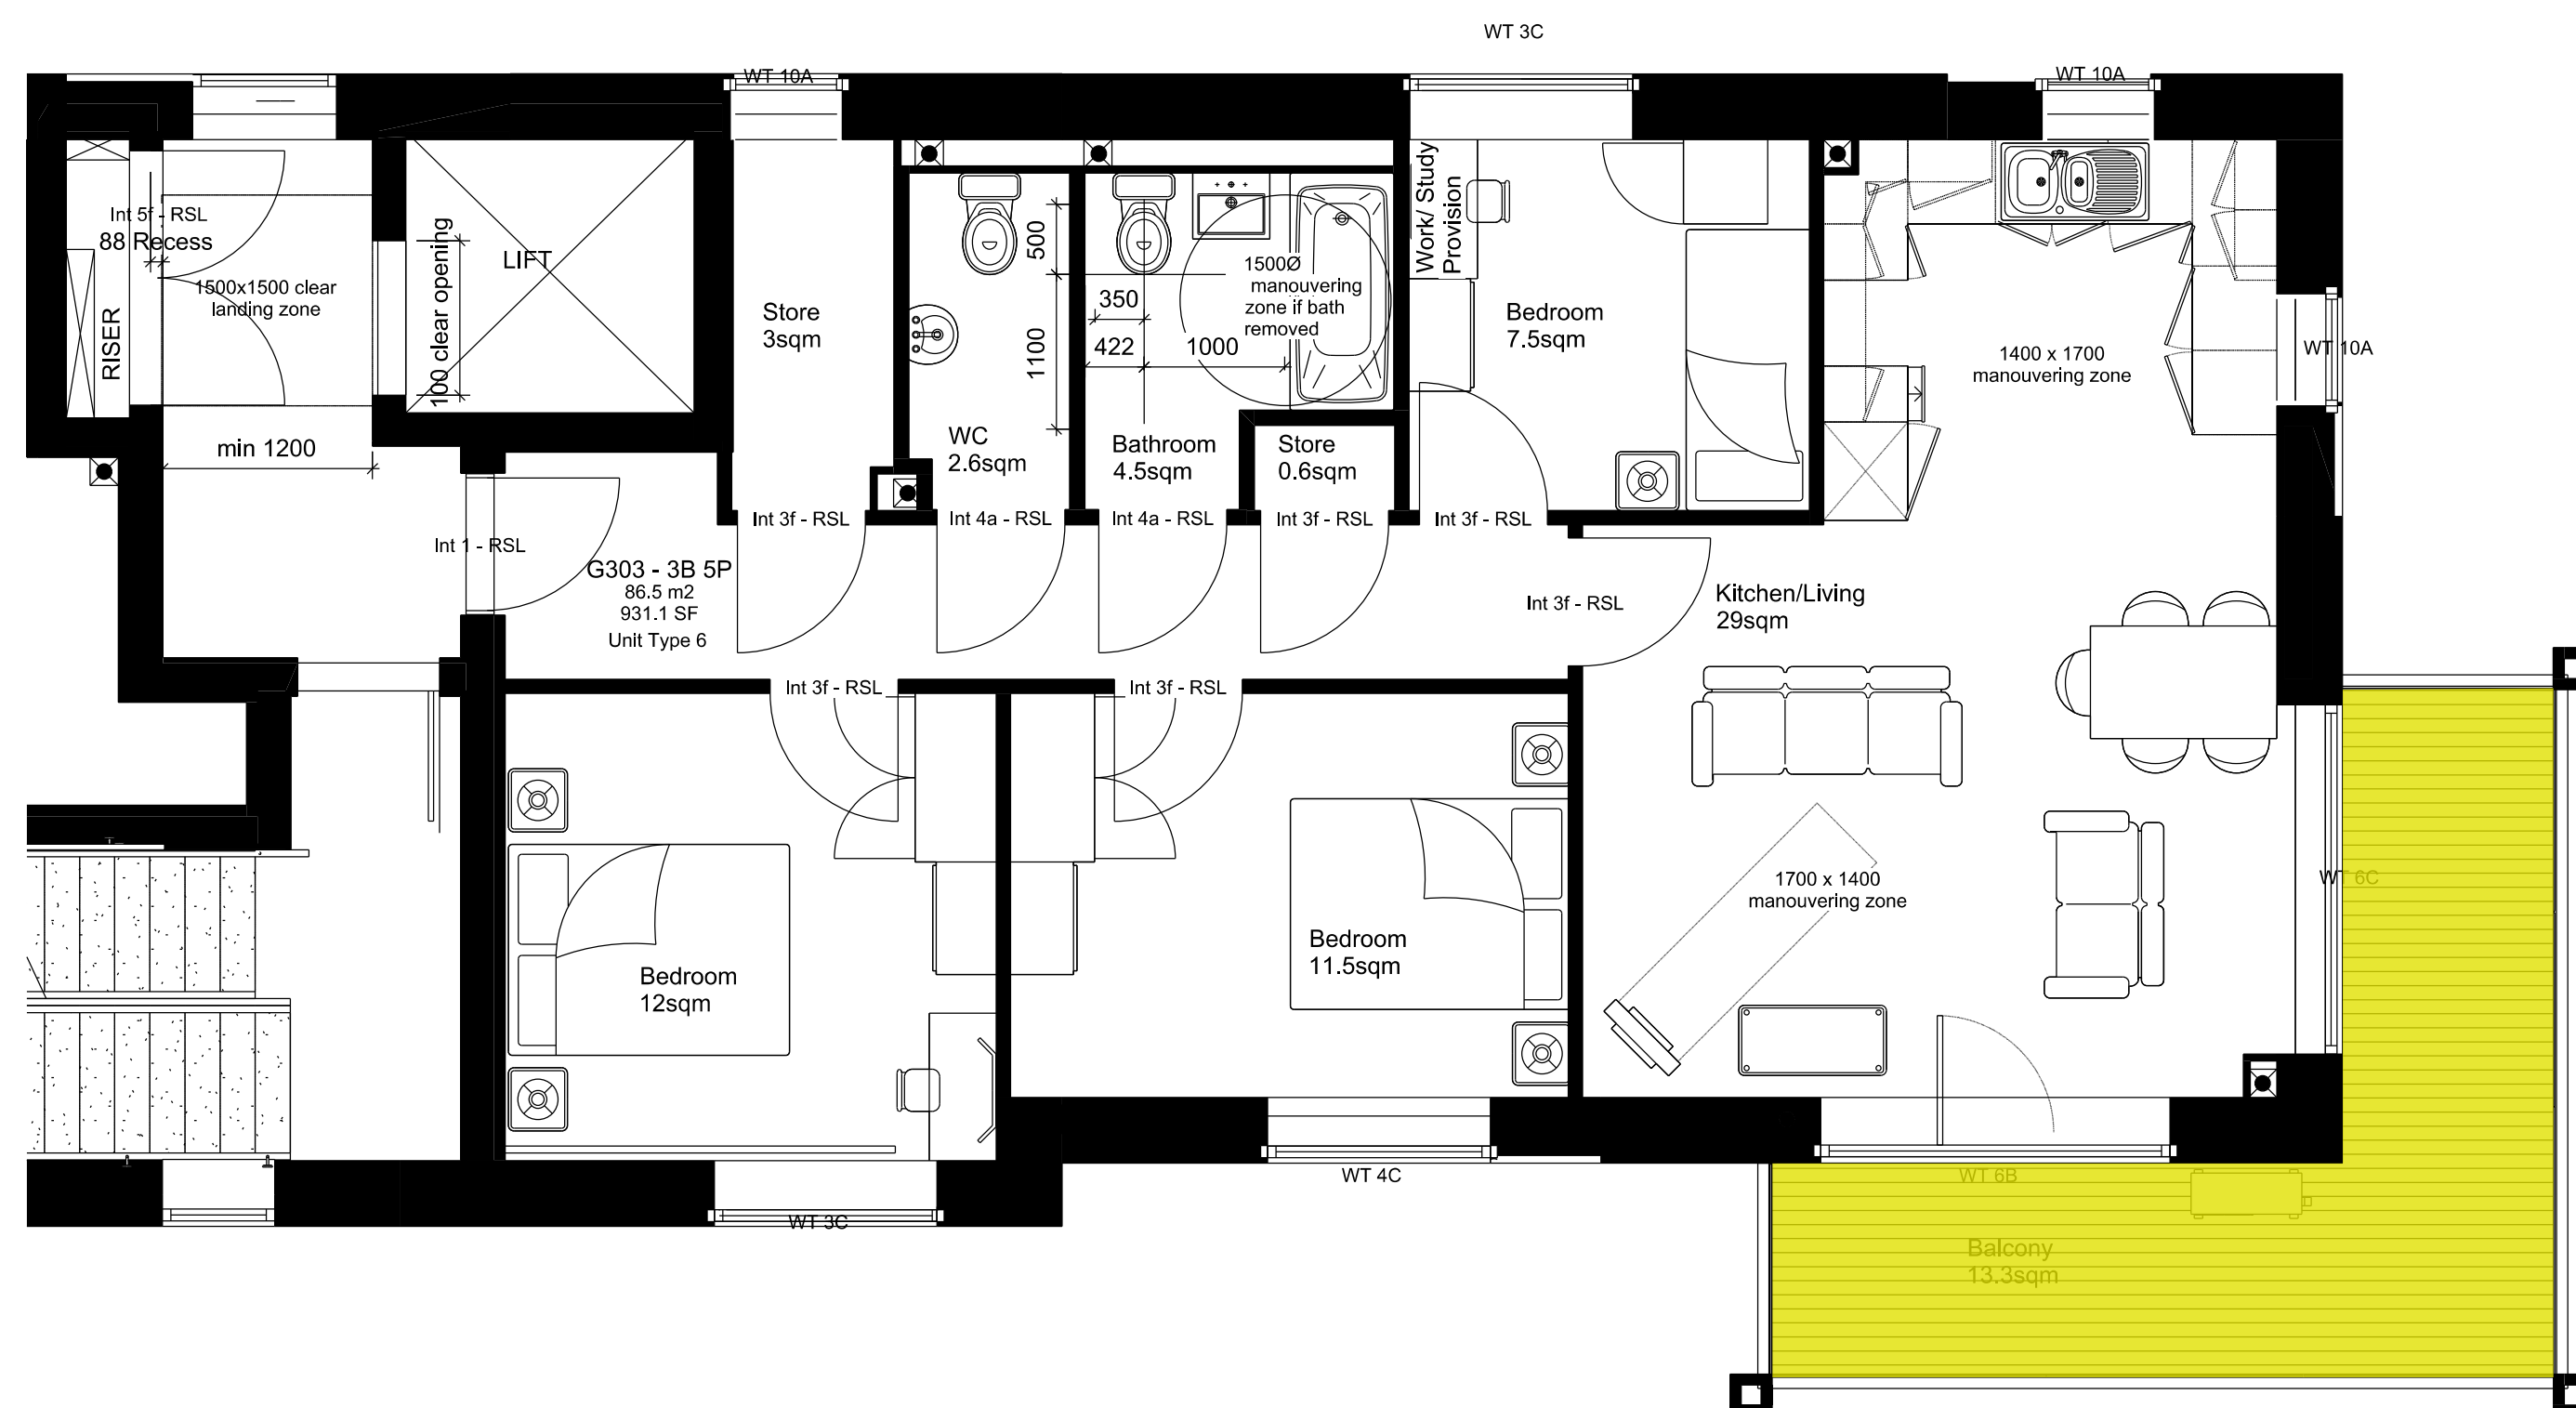 WT 3C
WT 10A
WT 10A
Int 5f - RSL
88 Recess
1500x1500 clear
landing zone
RISER
100 clear opening
LIFT
min 1200
Store
3sqm
500
1100
WC
2.6sqm
350
422
1000
1500Ø
manouvering
zone if bath
removed
Bathroom
4.5sqm
Store
0.6sqm
Work/ Study
Provision
Bedroom
7.5sqm
1400 x 1700
manouvering zone
WT 10A
Int 1 - RSL
Int 3f - RSL
Int 4a - RSL
Int 4a - RSL
Int 3f - RSL
Int 3f - RSL
G303 - 3B 5P
86.5 m2
931.1 SF
Unit Type 6
Int 3f - RSL
Kitchen/Living
29sqm
Int 3f - RSL
Int 3f - RSL
Bedroom
12sqm
Bedroom
11.5sqm
1700 x 1400
manouvering zone
WT 6C
WT 3C
WT 4C
WT 6B
Balcony
13.3sqm